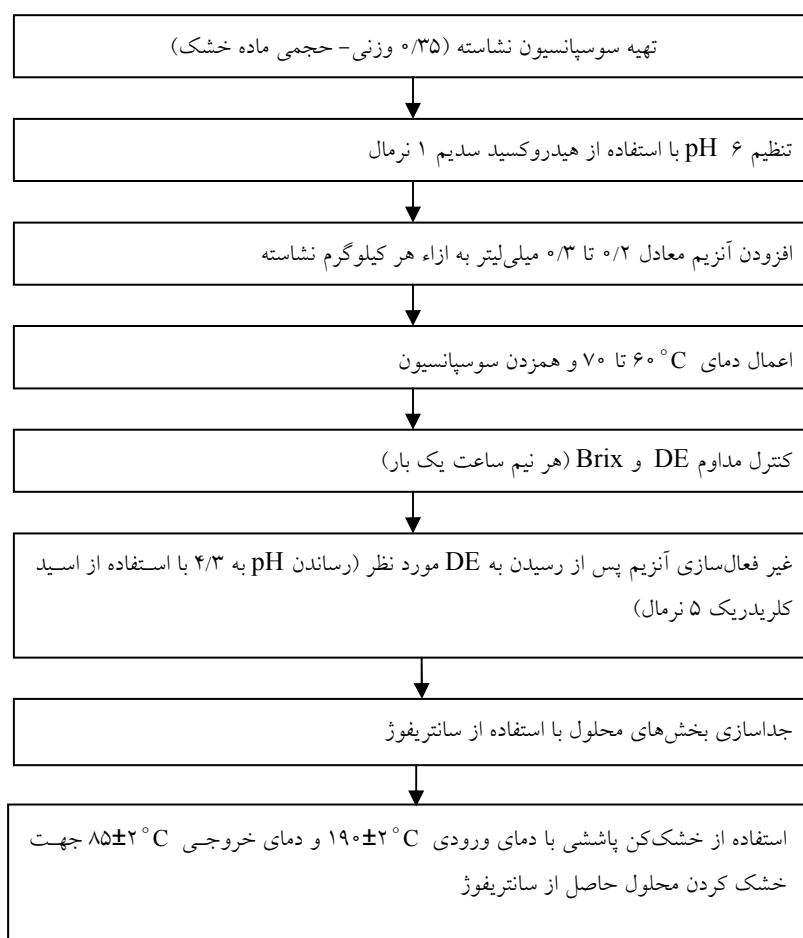 تهیه سوسپانسیون نشاسته (۰/۳۵ وزنی- حجمی ماده خشک)
تنظیم pH ۶ با استفاده از هیدروکسید سدیم ۱ نرمال
افزودن آنزیم معادل ۰/۲ تا ۰/۳ میلی‌لیتر به ازاء هر کیلوگرم نشاسته
اعمال دمای ۶۰°C تا ۷۰ و همزدن سوسپانسیون
کنترل مداوم DE و Brix (هر نیم ساعت یک بار)
غیر فعال‌سازی آنزیم پس از رسیدن به DE مورد نظر (رساندن pH به ۴/۳ با استفاده از اسید
کلریدریک ۵ نرمال)
جداسازی بخش‌های محلول با استفاده از سانتریفوژ
استفاده از خشک‌کن پاششی با دمای ورودی ۱۹۰±۲°C و دمای خروجی ۸۵±۲°C جهت
خشک کردن محلول حاصل از سانتریفوژ